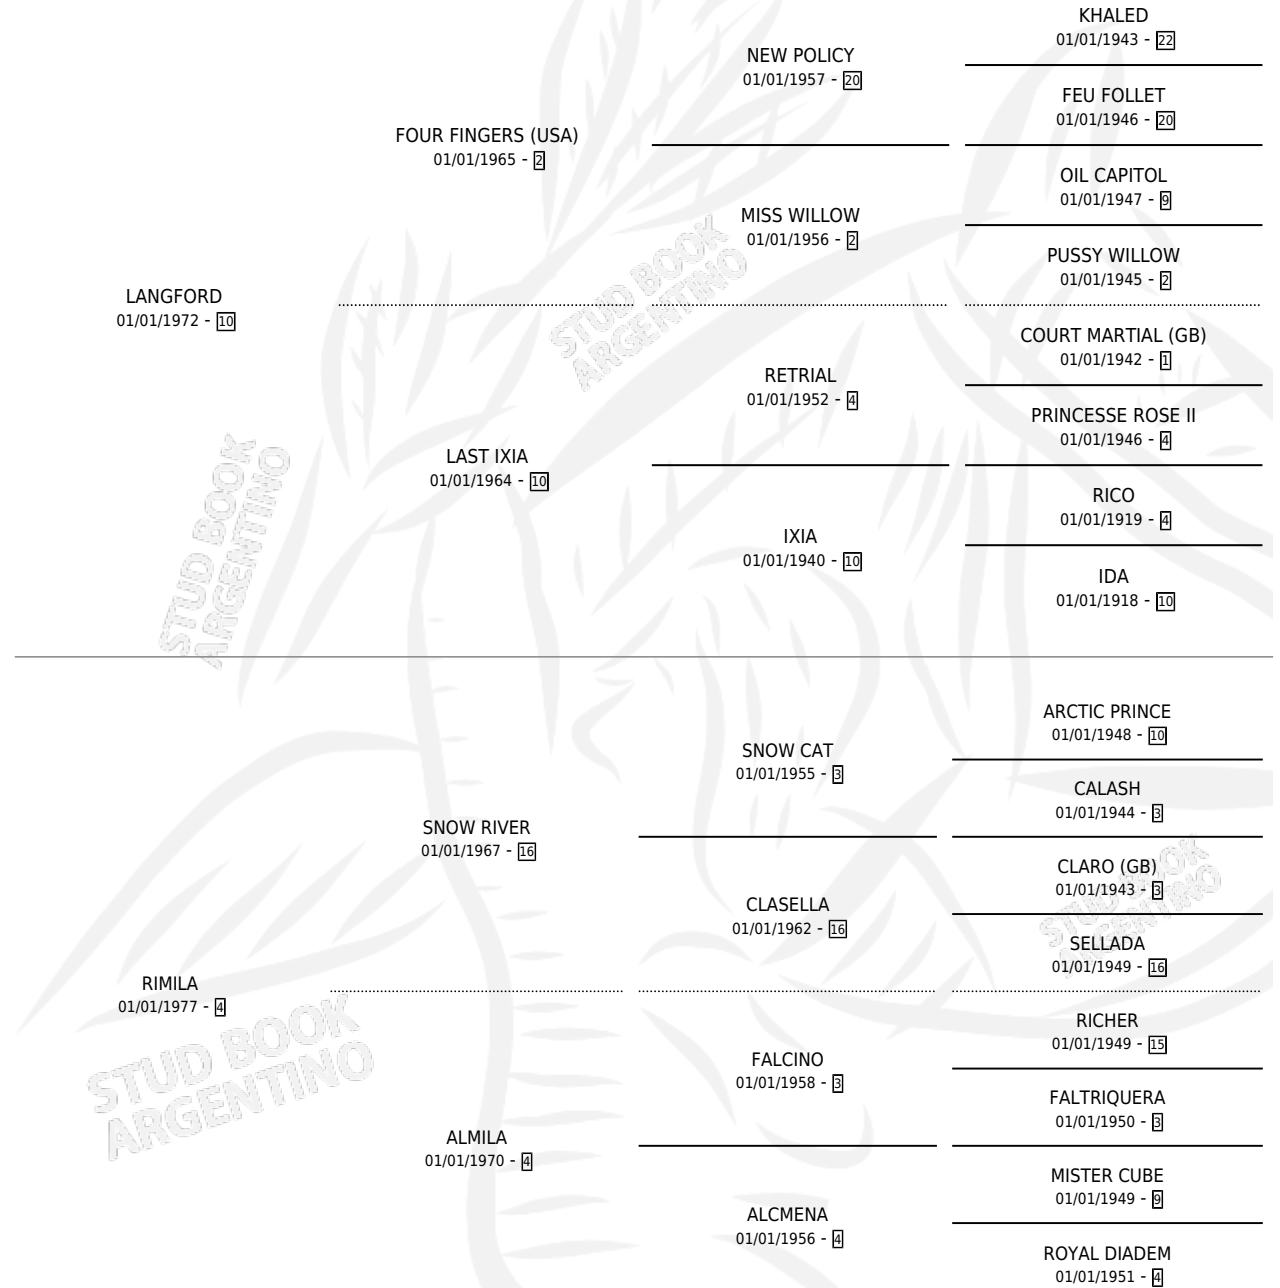 KHALED
01/01/1943 - 22
NEW POLICY
01/01/1957 - 20
FEU FOLLET
01/01/1946 - 20
FOUR FINGERS (USA)
01/01/1965 - 2
OIL CAPITOL
01/01/1947 - 9
MISS WILLOW
01/01/1956 - 2
PUSSY WILLOW
01/01/1945 - 2
LANGFORD
01/01/1972 - 10
COURT MARTIAL (GB)
01/01/1942 - 1
RETRIAL
01/01/1952 - 4
PRINCESSE ROSE II
01/01/1946 - 4
LAST IXIA
01/01/1964 - 10
RICO
01/01/1919 - 4
IXIA
01/01/1940 - 10
IDA
01/01/1918 - 10
ARCTIC PRINCE
01/01/1948 - 10
SNOW CAT
01/01/1955 - 3
CALASH
01/01/1944 - 3
SNOW RIVER
01/01/1967 - 16
CLARO (GB)
01/01/1943 - 3
CLASELLA
01/01/1962 - 16
SELLADA
01/01/1949 - 16
RIMILA
01/01/1977 - 4
RICHER
01/01/1949 - 15
FALCINO
01/01/1958 - 3
FALTRIQUERA
01/01/1950 - 3
ALMILA
01/01/1970 - 4
MISTER CUBE
01/01/1949 - 9
ALCMENA
01/01/1956 - 4
ROYAL DIADEM
01/01/1951 - 4
STUD BOOK
ARGENTINO
STUD BOOK
ARGENTINO
STUD BOOK
ARGENTINO
STUD BOOK
ARGENTINO